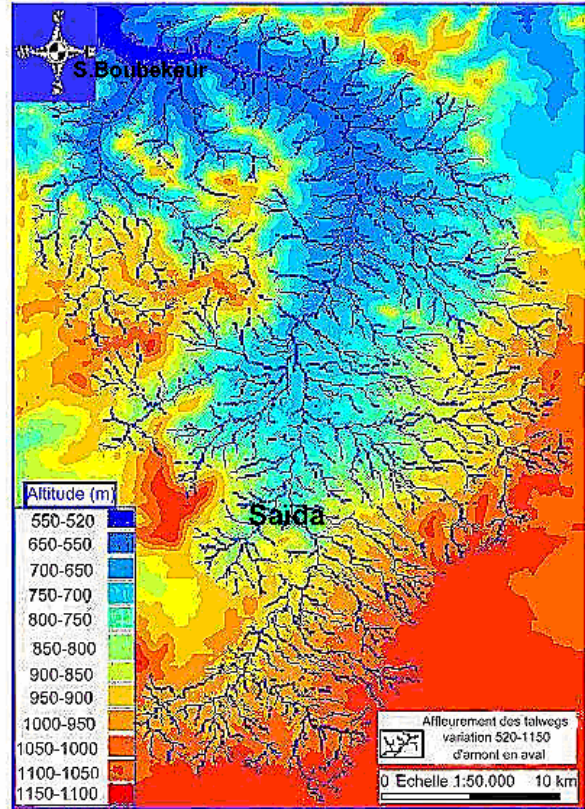 N
S.Boubekeur
Saida
Altitude (m)
550-520
650-550
700-650
750-700
800-750
850-800
900-850
950-900
1000-950
1050-1000
1100-1050
1150-1100
Affleurement des talwegs
variation 520-1150
d'amont en aval
0 Echelle 1:50.000 10 km